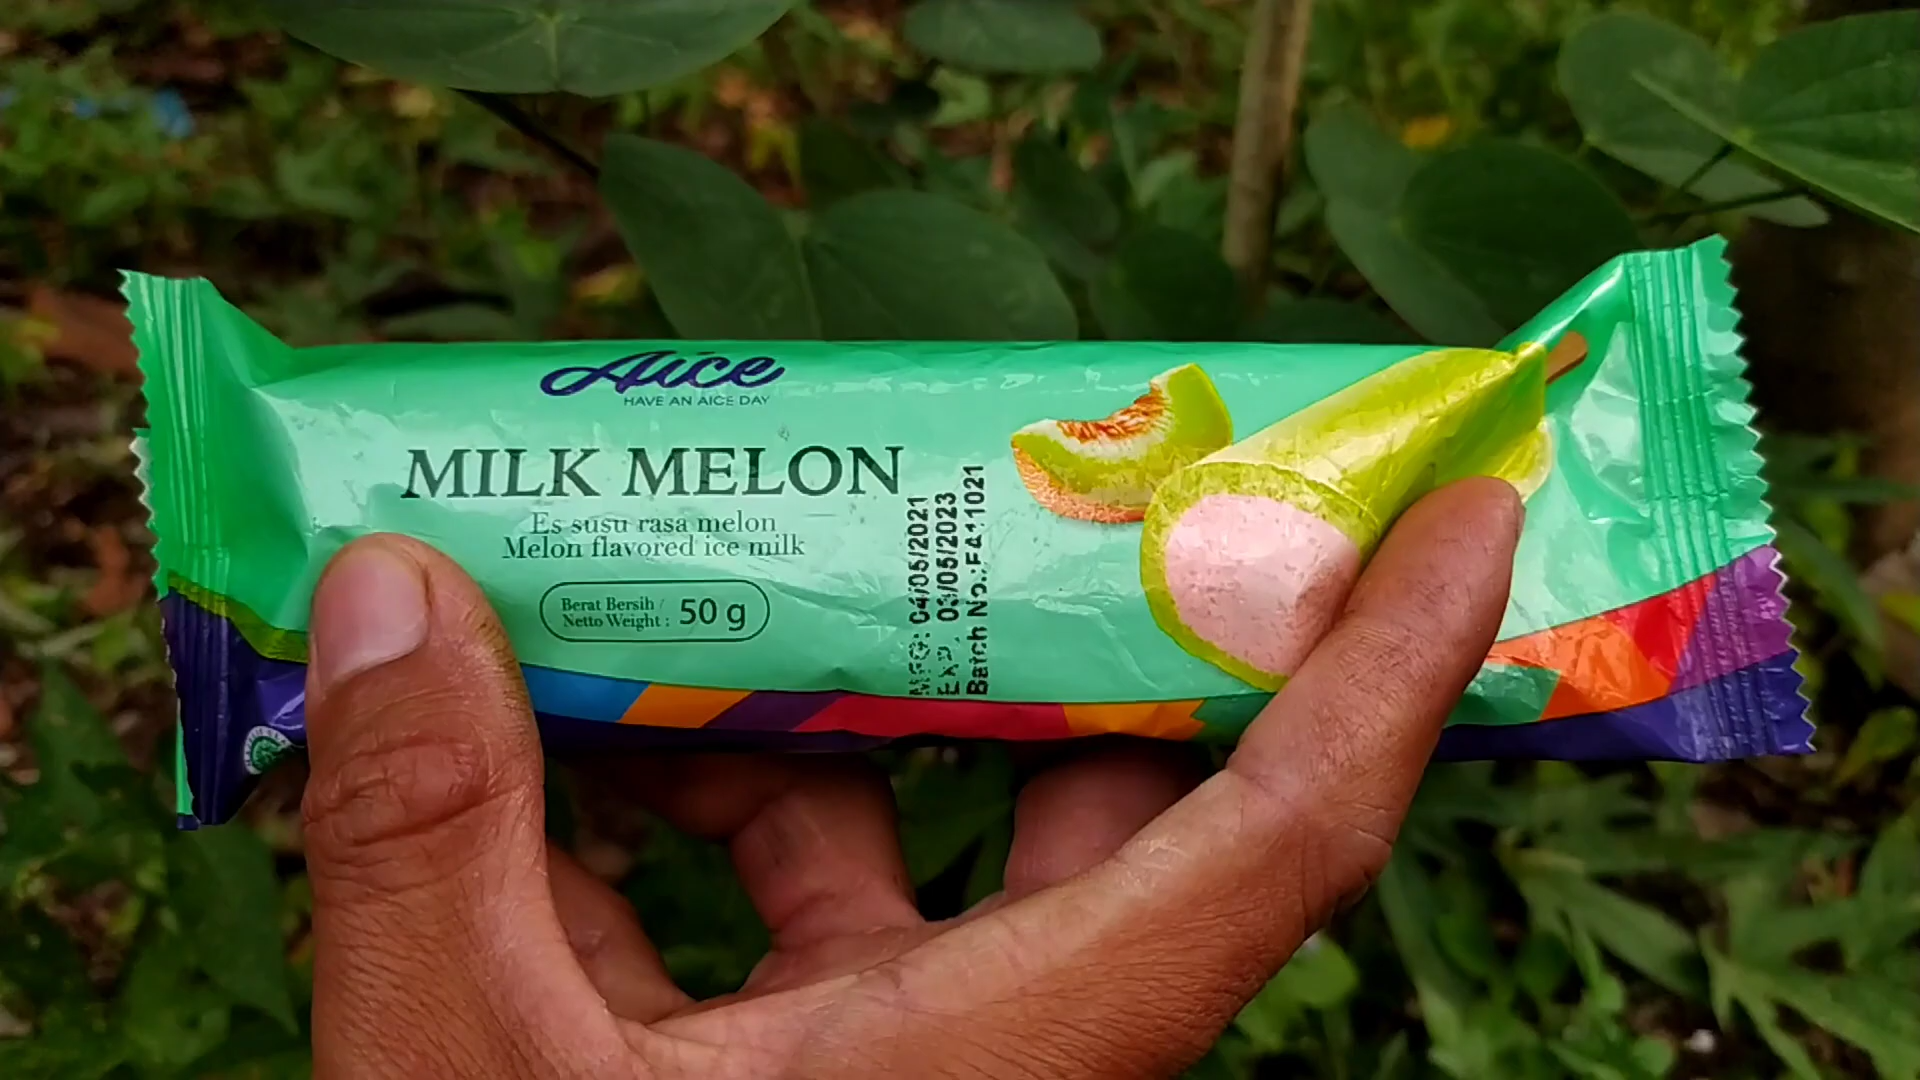 Aice
HAVE AN AICE DAY
MILK MELON
Es susu rasa melon
Melon flavored ice milk
Berat Bersih /
Netto Weight : 50 g
MFG: 04/05/2021
EXP. 03/05/2023
Batch No.:FA11021